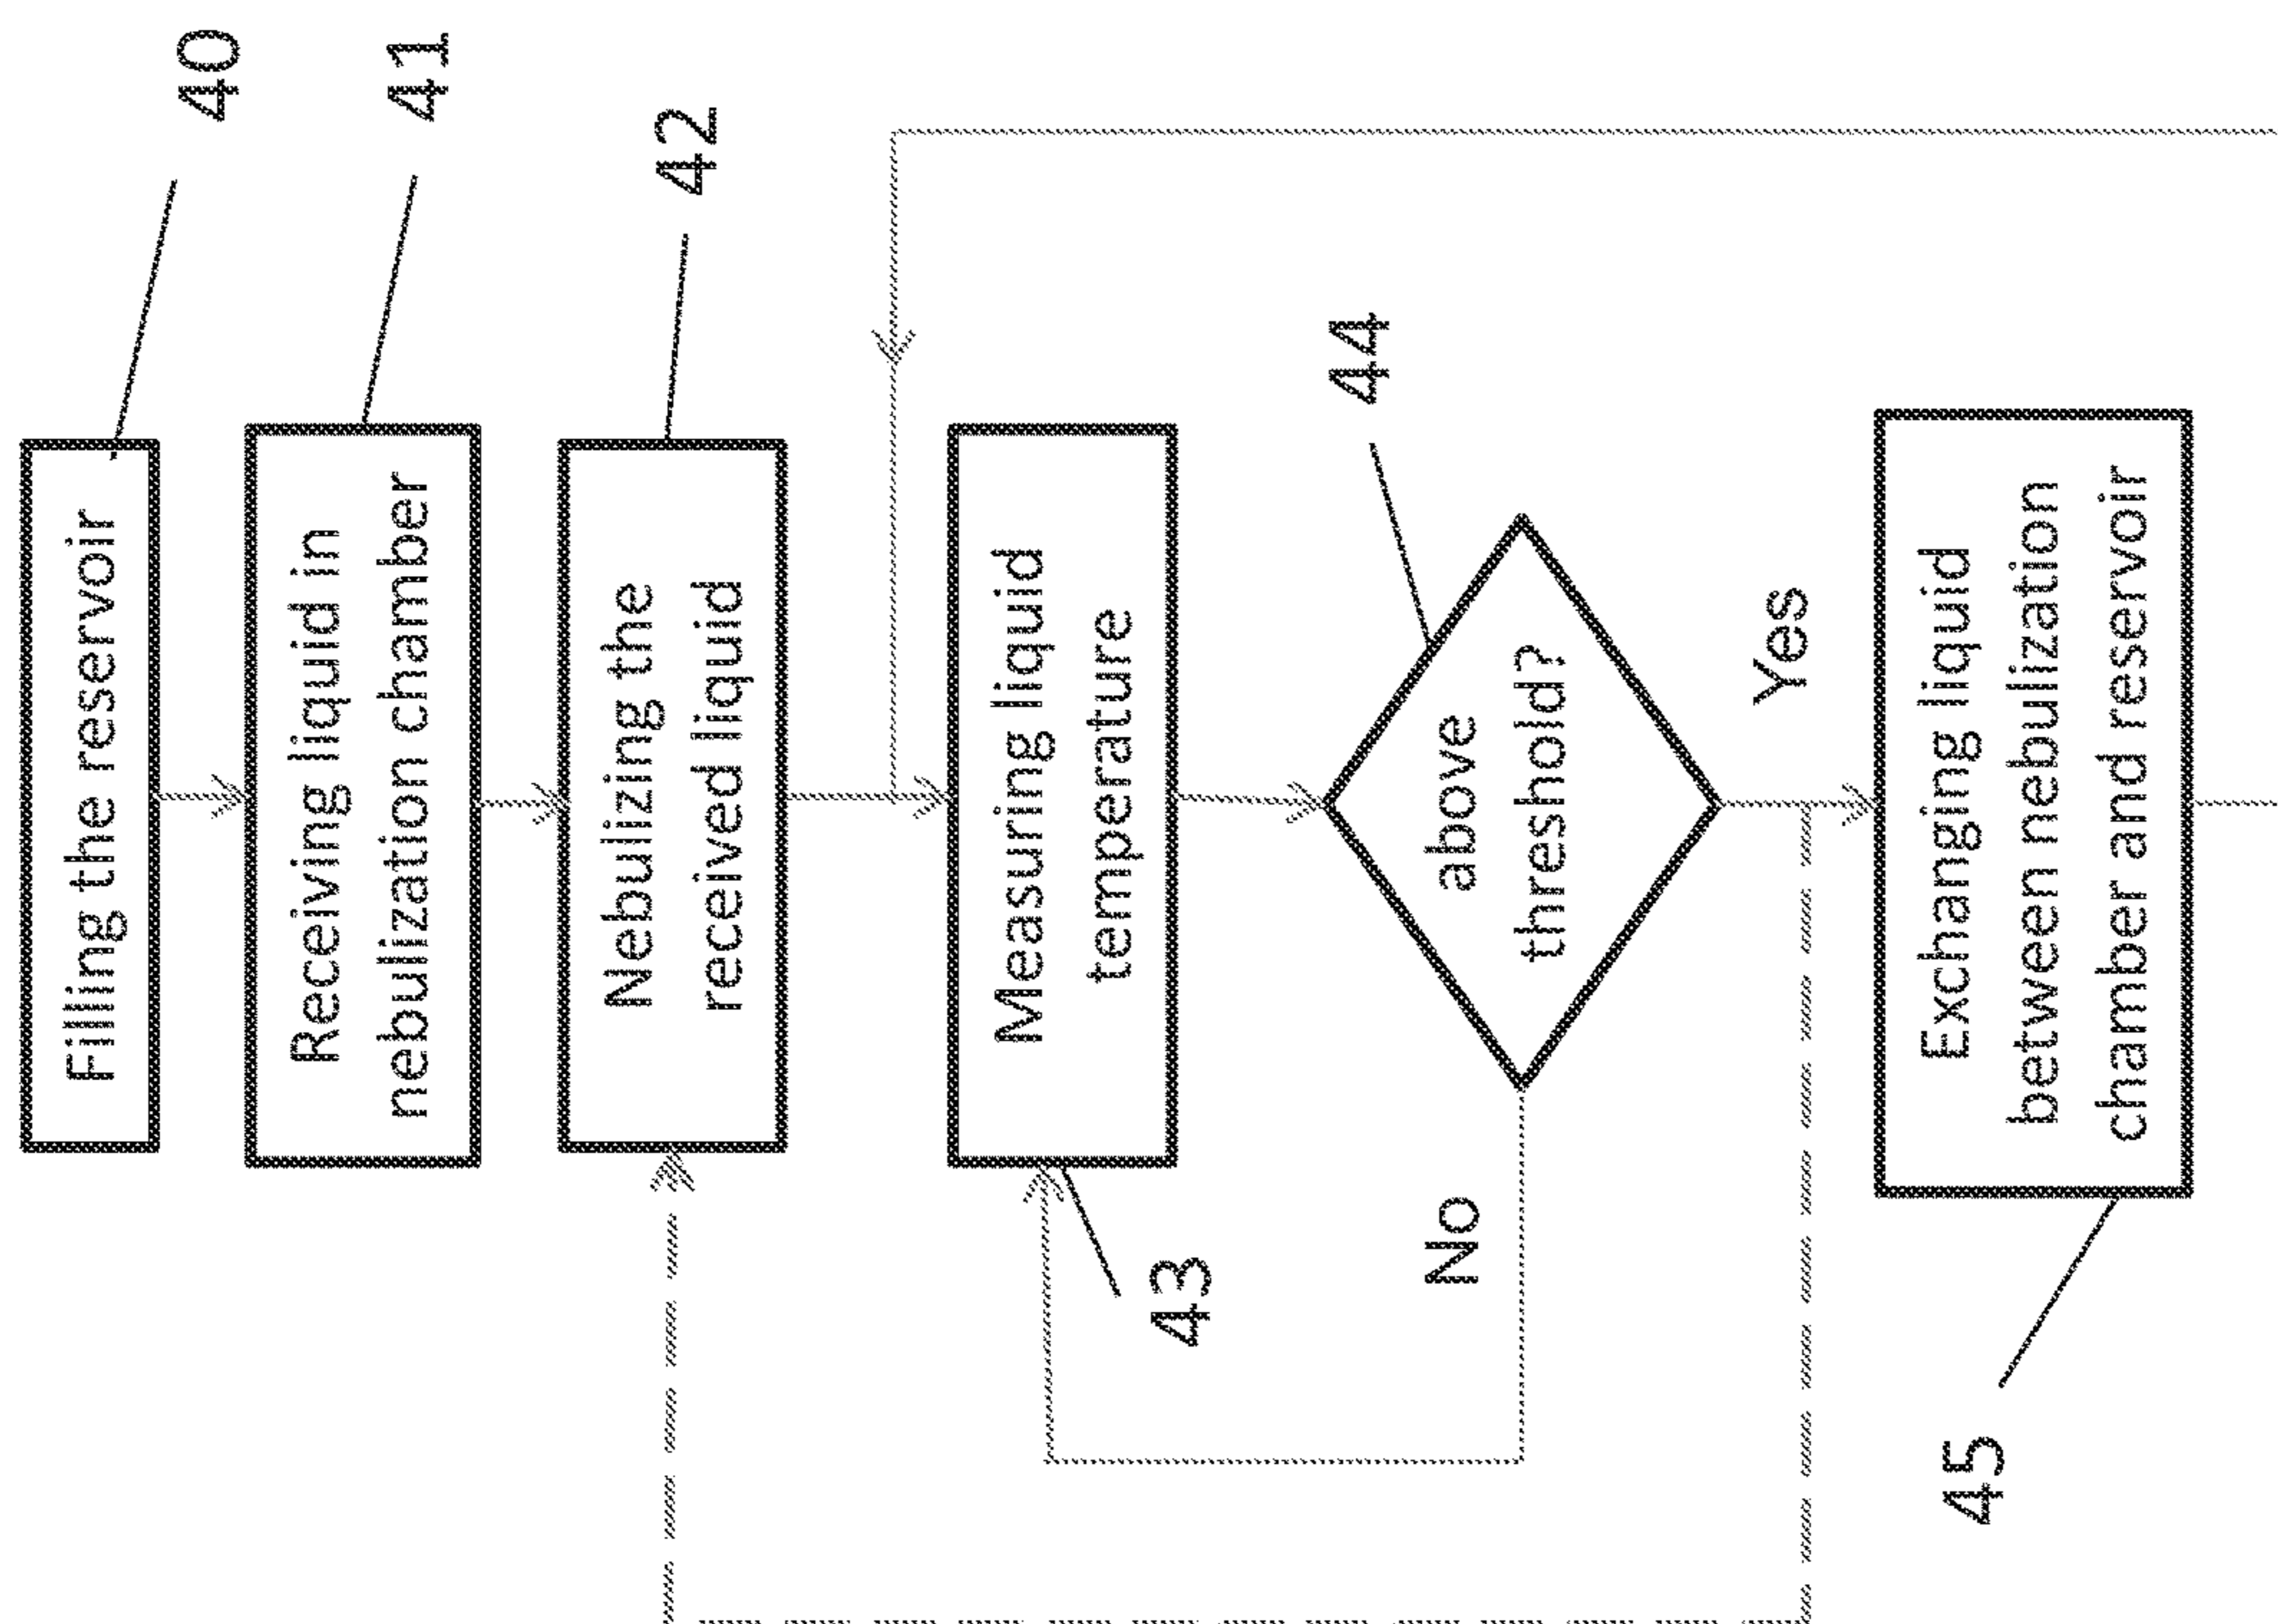 40
Filling the reservoir
41
Receiving liquid in
nebulization chamber
42
Nebulizing the
received liquid
43
Measuring liquid
temperature
44
above
threshold?
No
Yes
45
Exchanging liquid
between nebulization
chamber and reservoir